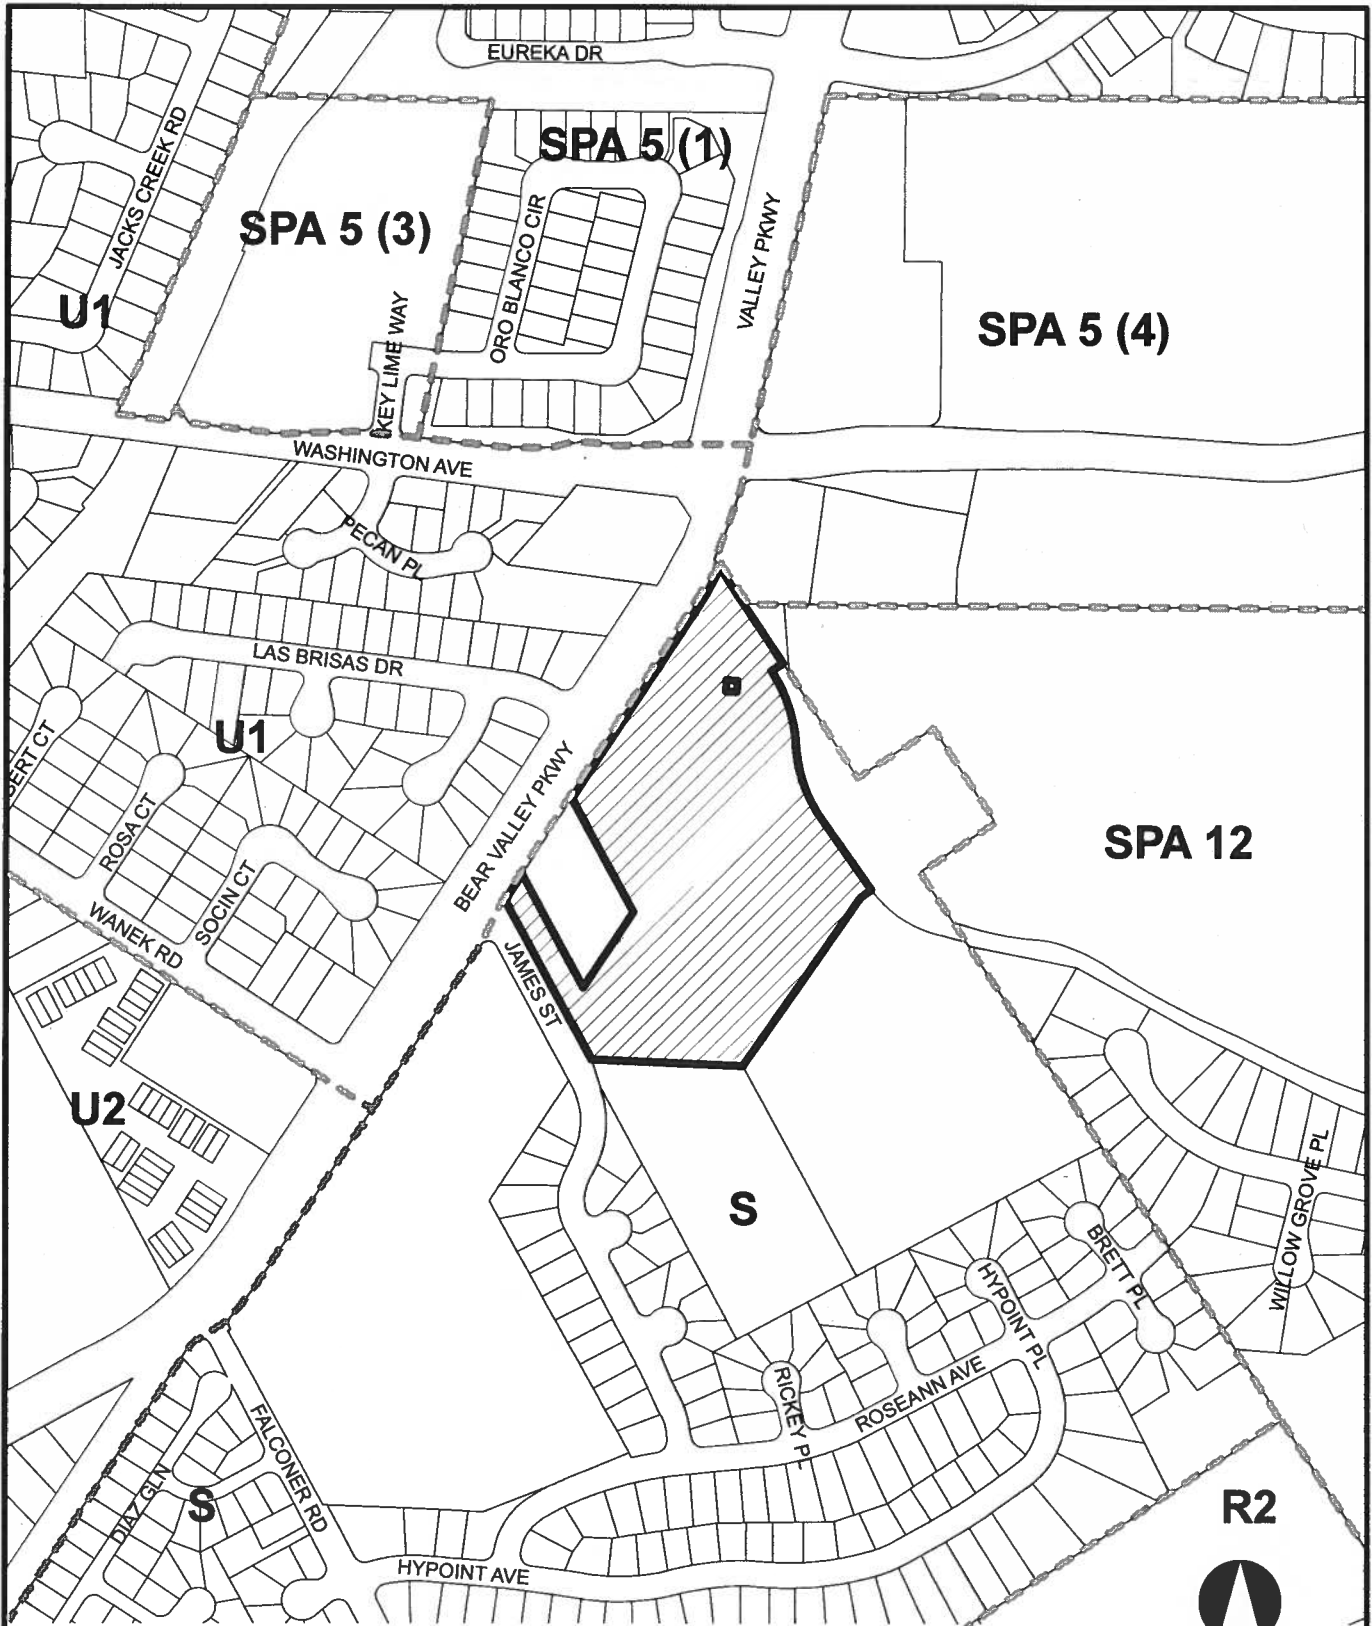 EUREKA DR
JACKS CREEK RD
SPA 5 (1)
SPA 5 (3)
ORO BLANCO CIR
VALLEY PKWY
U1
SPA 5 (4)
KEY LIME WAY
WASHINGTON AVE
PECAN PL
LAS BRISAS DR
U1
BERT CT
ROSA CT
SOCIN CT
BEAR VALLEY PKWY
SPA 12
WANEK RD
JAMES ST
U2
S
WILLOW GROVE PL
BRETT PL
HYPOINT PL
RICKEY PL
ROSEANN AVE
FALCONER RD
DIAZ GLN
S
R2
HYPOINT AVE